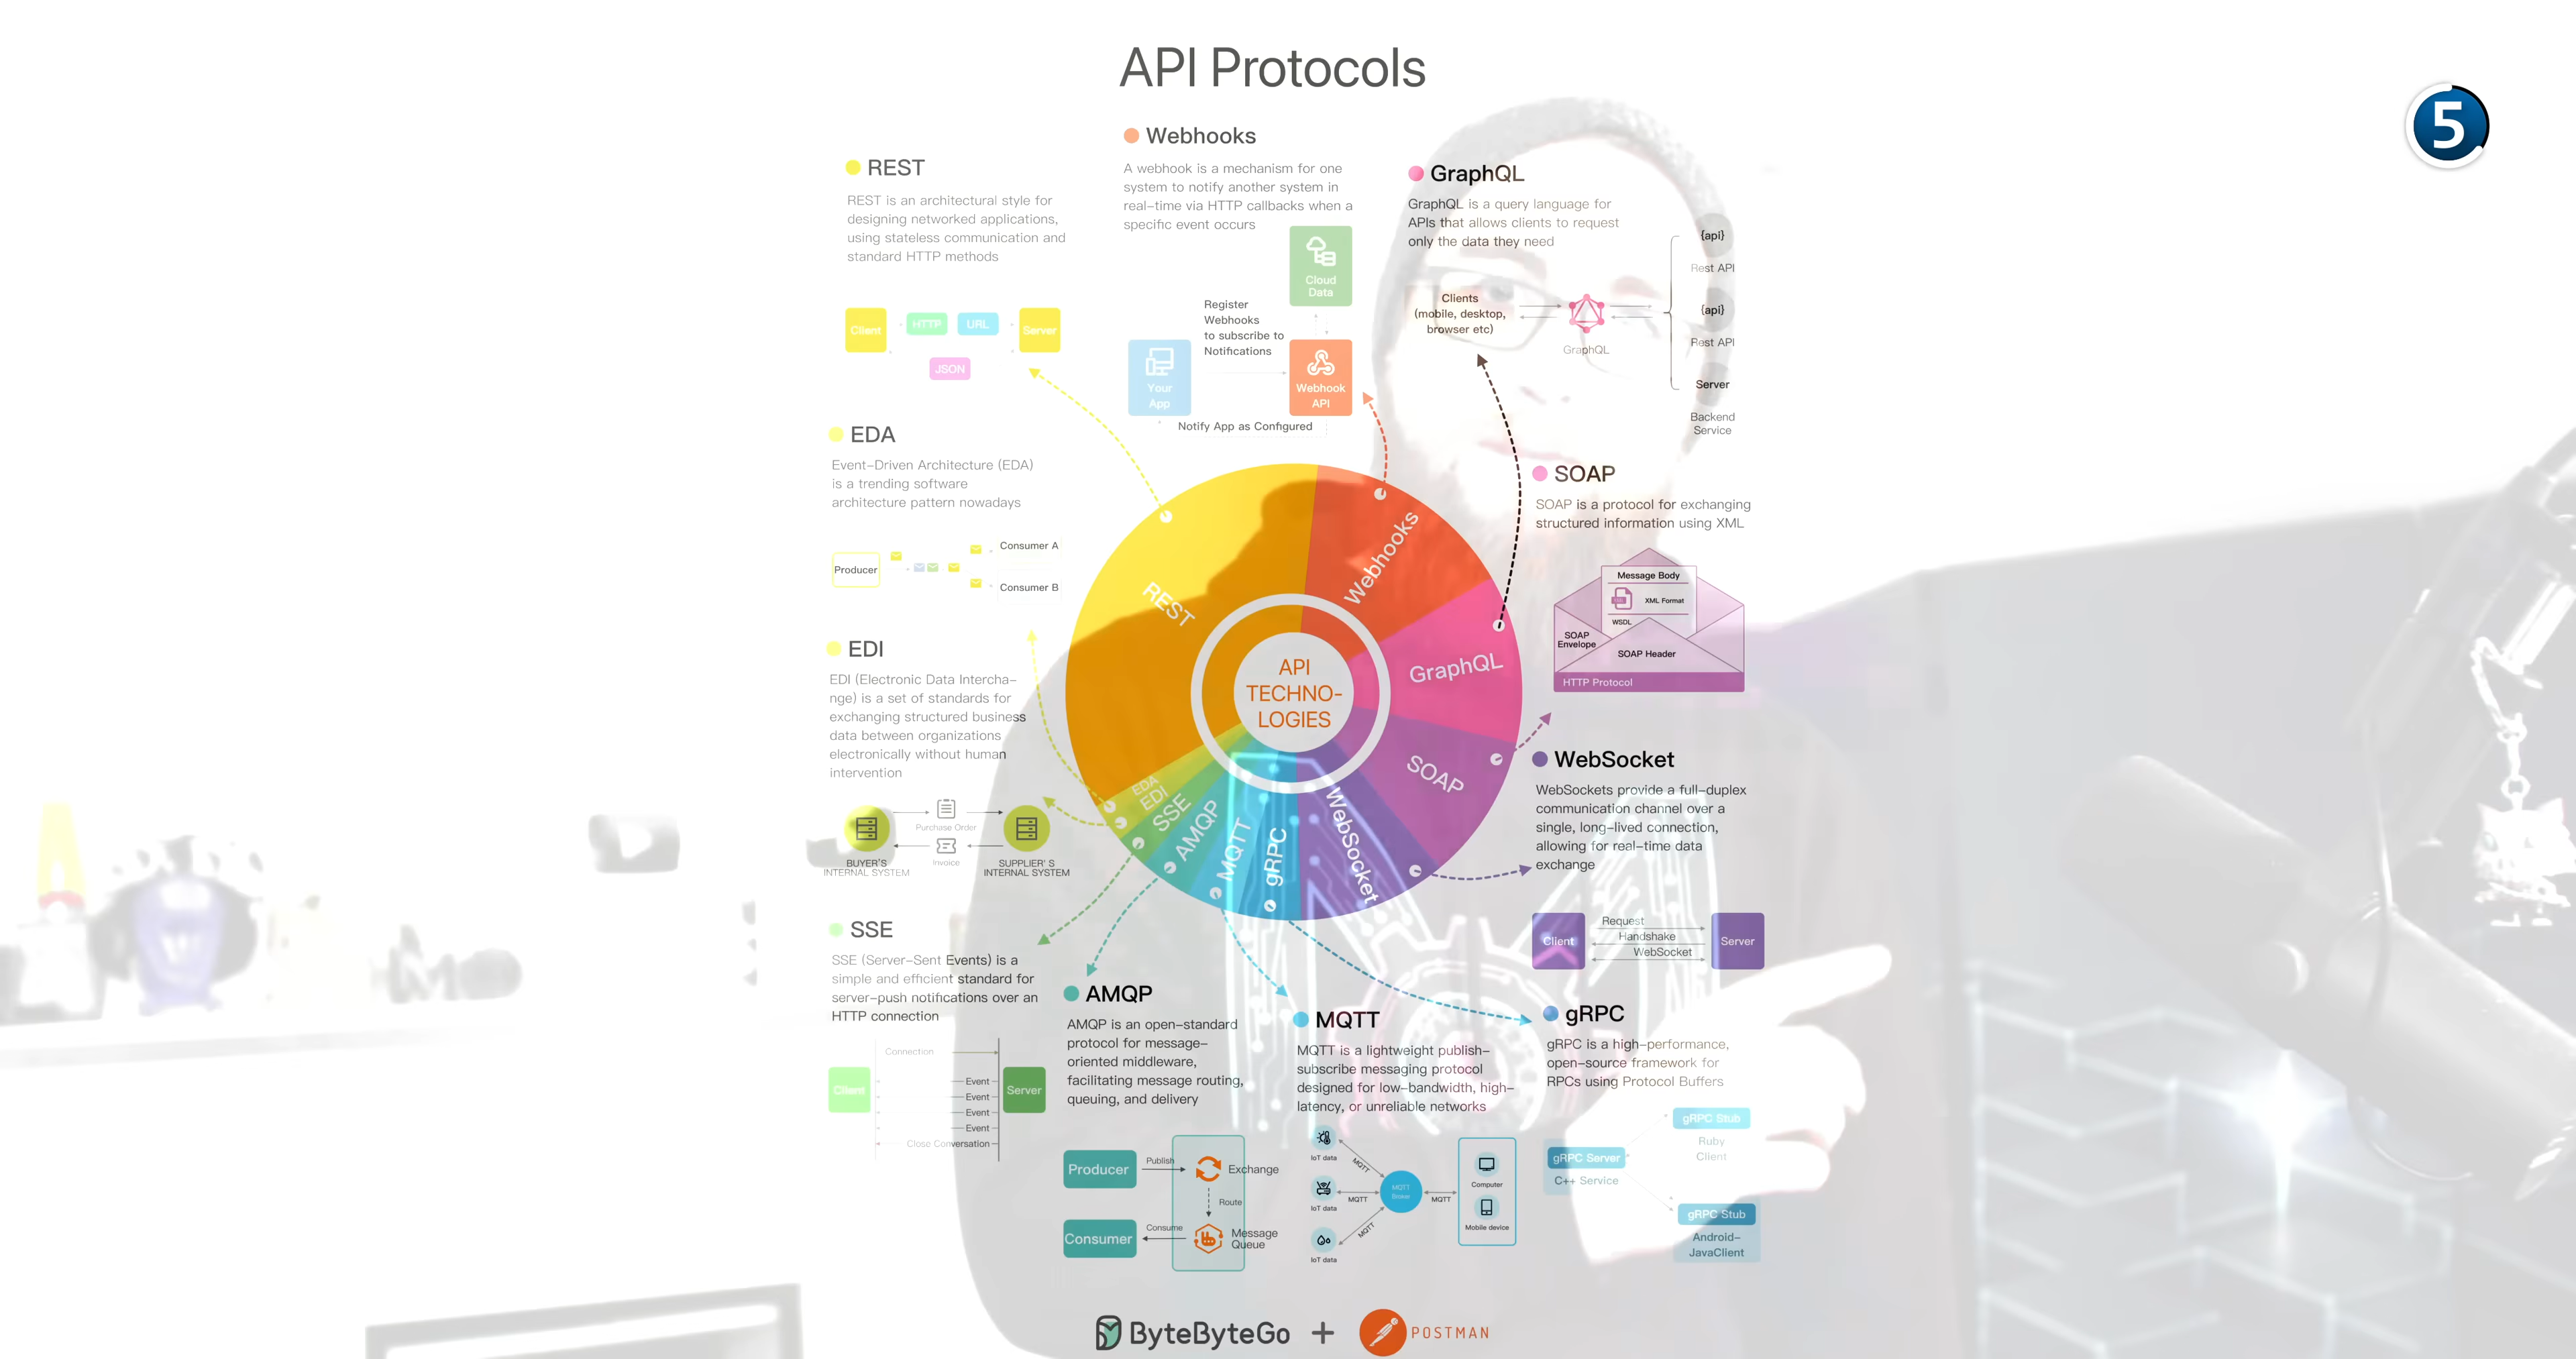 API Protocols
5
REST
REST is an architectural style for
designing networked applications,
using stateless communication and
standard HTTP methods
Client
HTTP
URL
Server
JSON
Webhooks
A webhook is a mechanism for one
system to notify another system in
real-time via HTTP callbacks when a
specific event occurs
Cloud
Data
Register
Webhooks
to subscribe to
Notifications
Your
App
Webhook
API
Notify App as Configured
GraphQL
GraphQL is a query language for
APIs that allows clients to request
only the data they need
Clients
(mobile, desktop,
browser etc)
GraphQL
{api}
Rest API
{api}
Rest API
Server
Backend
Service
EDA
Event-Driven Architecture (EDA)
is a trending software
architecture pattern nowadays
Producer
Consumer A
Consumer B
SOAP
SOAP is a protocol for exchanging
structured information using XML
Message Body
XML Format
WSDL
SOAP
Envelope
SOAP Header
HTTP Protocol
EDI
EDI (Electronic Data Intercha-
nge) is a set of standards for
exchanging structured business
data between organizations
electronically without human
intervention
Purchase Order
Invoice
BUYER'S
INTERNAL SYSTEM
SUPPLIER' S
INTERNAL SYSTEM
API
TECHNO-
LOGIES
REST
Webhooks
GraphQL
SOAP
WebSocket
gRPC
MQTT
AMQP
SSE
EDI
EDA
WebSocket
WebSockets provide a full-duplex
communication channel over a
single, long-lived connection,
allowing for real-time data
exchange
Client
Request
Handshake
WebSocket
Server
SSE
SSE (Server-Sent Events) is a
simple and efficient standard for
server-push notifications over an
HTTP connection
Connection
Client
Event
Event
Event
Event
Server
Close Conversation
AMQP
AMQP is an open-standard
protocol for message-
oriented middleware,
facilitating message routing,
queuing, and delivery
Producer
Publish
Exchange
Route
Consumer
Consume
Message
Queue
MQTT
MQTT is a lightweight publish-
subscribe messaging protocol
designed for low-bandwidth, high-
latency, or unreliable networks
IoT data
MQTT
IoT data
MQTT
IoT data
MQTT
MQTT
MQTT
Computer
Mobile device
gRPC
gRPC is a high-performance,
open-source framework for
RPCs using Protocol Buffers
gRPC Stub
Ruby
Client
gRPC Server
C++ Service
gRPC Stub
Android-
JavaClient
ByteByteGo + POSTMAN